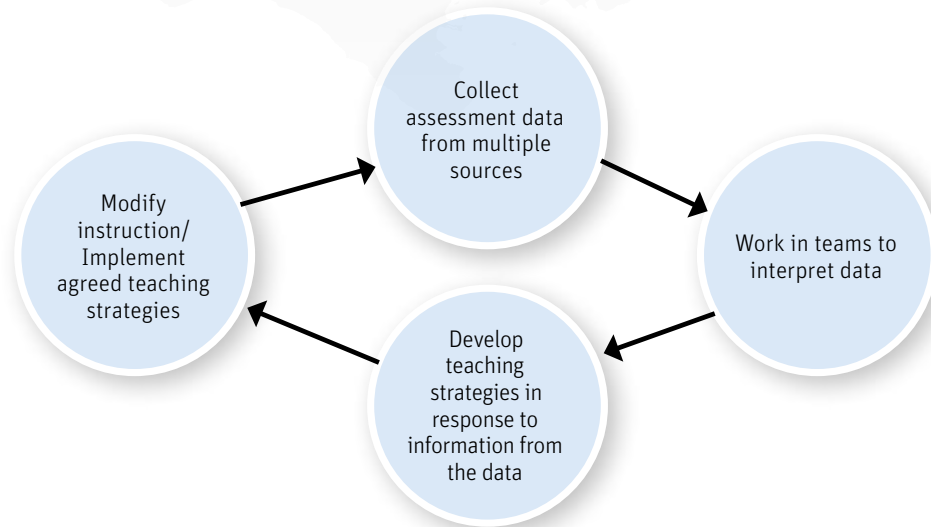 Collect
assessment data
from multiple
sources
Work in teams to
interpret data
Develop
teaching
strategies in
response to
information from
the data
Modify
instruction/
Implement
agreed teaching
strategies